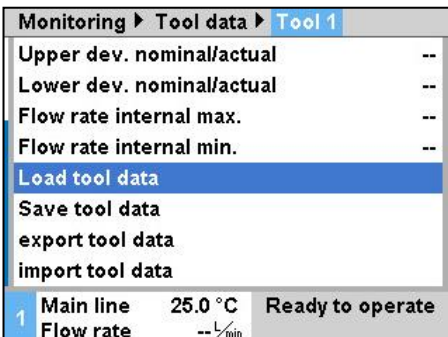 Monitoring ▶ Tool data ▶ Tool 1
Upper dev. nominal/actual --
Lower dev. nominal/actual --
Flow rate internal max. --
Flow rate internal min. --
Load tool data
Save tool data
export tool data
import tool data
1 Main line 25.0 °C Ready to operate
Flow rate -- L/min